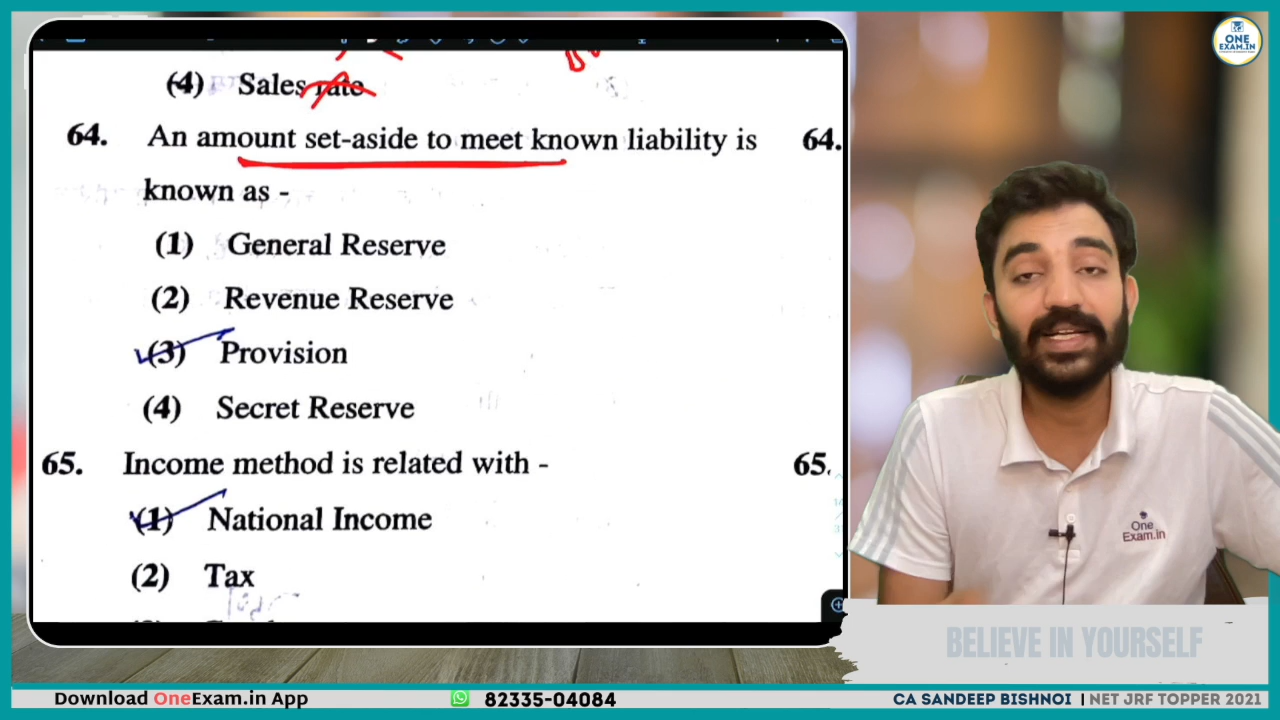 (4) Sales rate
64. An amount set-aside to meet known liability is
known as -
(1) General Reserve
(2) Revenue Reserve
(3) Provision
(4) Secret Reserve
65. Income method is related with -
(1) National Income
(2) Tax
64.
65.
ONE
EXAM.IN
One
Exam.in
BELIEVE IN YOURSELF
Download OneExam.in App
82335-04084
CA SANDEEP BISHNOI | NET JRF TOPPER 2021